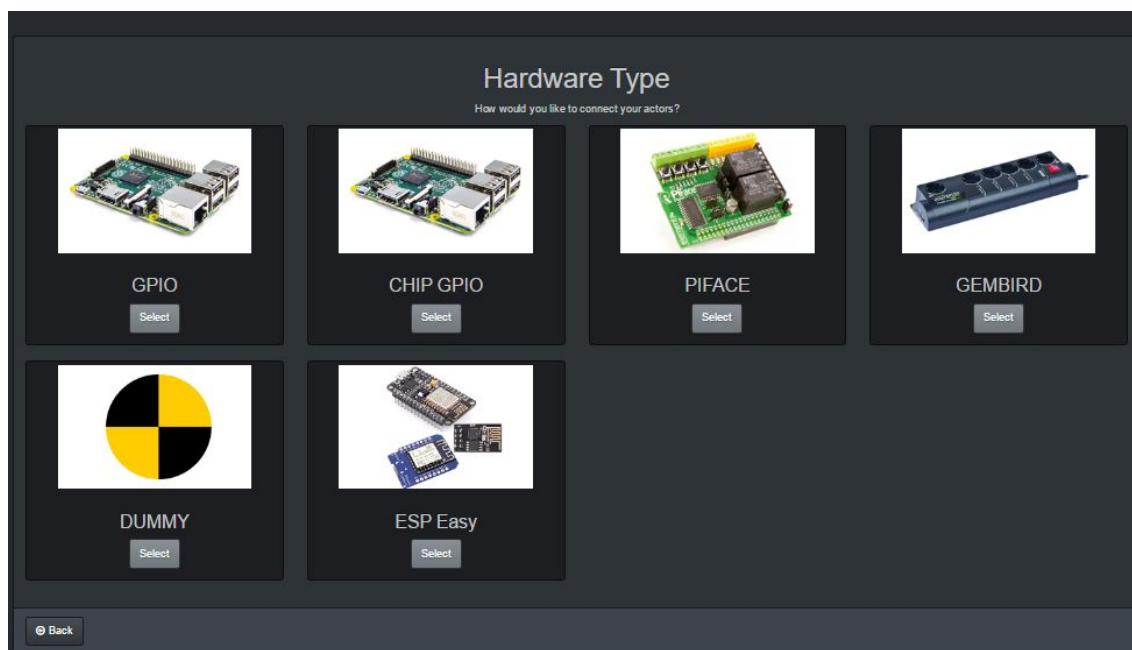 Hardware Type
How would you like to connect your actors?
GPIO
Select
CHIP GPIO
Select
PIFACE
Select
GEMBIRD
Select
DUMMY
Select
ESP Easy
Select
Back